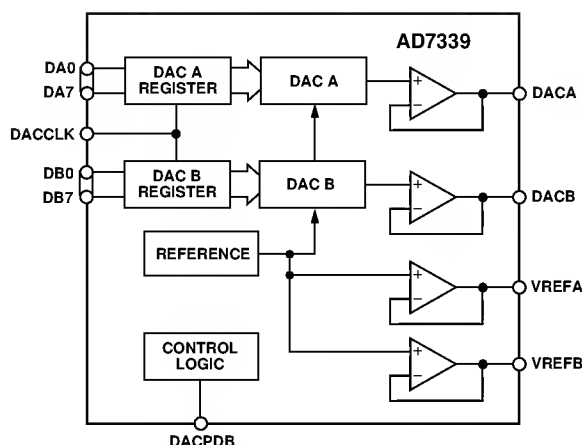 AD7339
DA0
DA7
DAC A
REGISTER
DAC A
DACA
DACCLK
DB0
DB7
DAC B
REGISTER
DAC B
DACB
REFERENCE
VREFA
CONTROL
LOGIC
VREFB
DACPDB
+
−
+
−
+
−
+
−